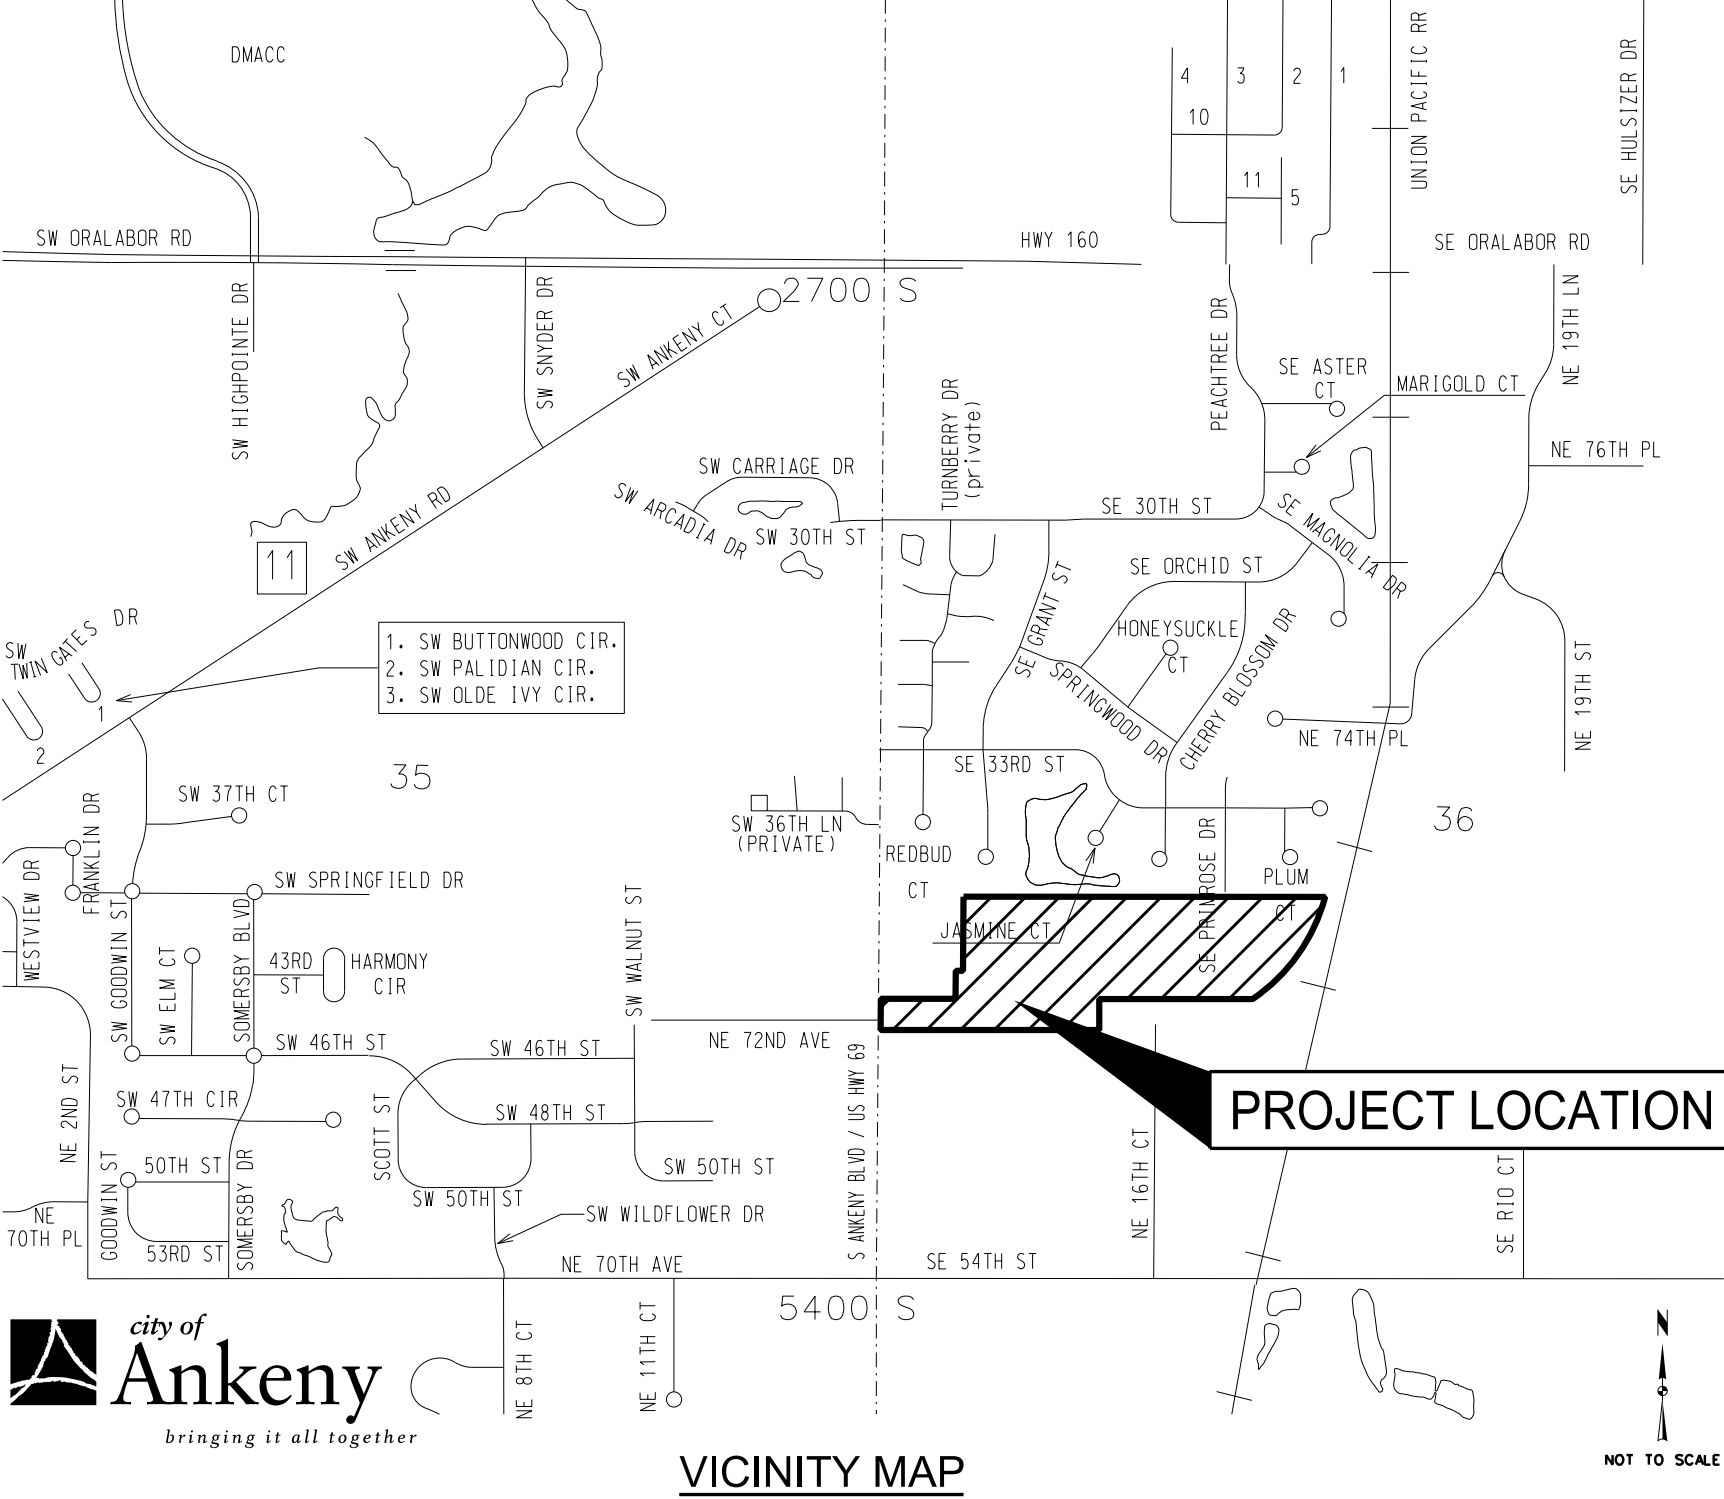 DMACC
4
3
2
1
10
11
5
UNION PACIFIC RR
SE HULSIZER DR
SW ORALABOR RD
HWY 160
SE ORALABOR RD
2700 S
SW HIGHPOINTE DR
SW SNYDER DR
SW ANKENY CT
PEACHTREE DR
NE 19TH LN
SE ASTER
CT
MARIGOLD CT
TURNBERRY DR
(private)
NE 76TH PL
SW CARRIAGE DR
SW ARCADIA DR
SW 30TH ST
SE 30TH ST
SE MAGNOLIA DR
SW ANKENY RD
11
SE ORCHID ST
SE GRANT ST
HONEYSUCKLE
CT
SPRINGWOOD DR
CHERRY BLOSSOM DR
SW
TWIN GATES DR
1
2
1. SW BUTTONWOOD CIR.
2. SW PALIDIAN CIR.
3. SW OLDE IVY CIR.
NE 19TH ST
NE 74TH PL
SE 33RD ST
35
36
SW 37TH CT
FRANKLIN DR
SW 36TH LN
(PRIVATE)
REDBUD
CT
SE PRIMROSE DR
PLUM
CT
JASMINE CT
WESTVIEW DR
SW SPRINGFIELD DR
SW GOODWIN ST
SW ELM CT
SOMERSBY BLVD
43RD
ST
HARMONY
CIR
SW WALNUT ST
SW 46TH ST
SW 46TH ST
NE 72ND AVE
S ANKENY BLVD / US HWY 69
PROJECT LOCATION
NE 2ND ST
SW 47TH CIR
SCOTT ST
SW 48TH ST
NE 16TH CT
SE RIO CT
GOODWIN ST
50TH ST
SOMERSBY DR
SW 50TH ST
SW 50TH ST
SW WILDFLOWER DR
NE
70TH PL
53RD ST
NE 70TH AVE
SE 54TH ST
5400 S
NE 8TH CT
NE 11TH CT
city of
Ankeny
bringing it all together
N
NOT TO SCALE
VICINITY MAP